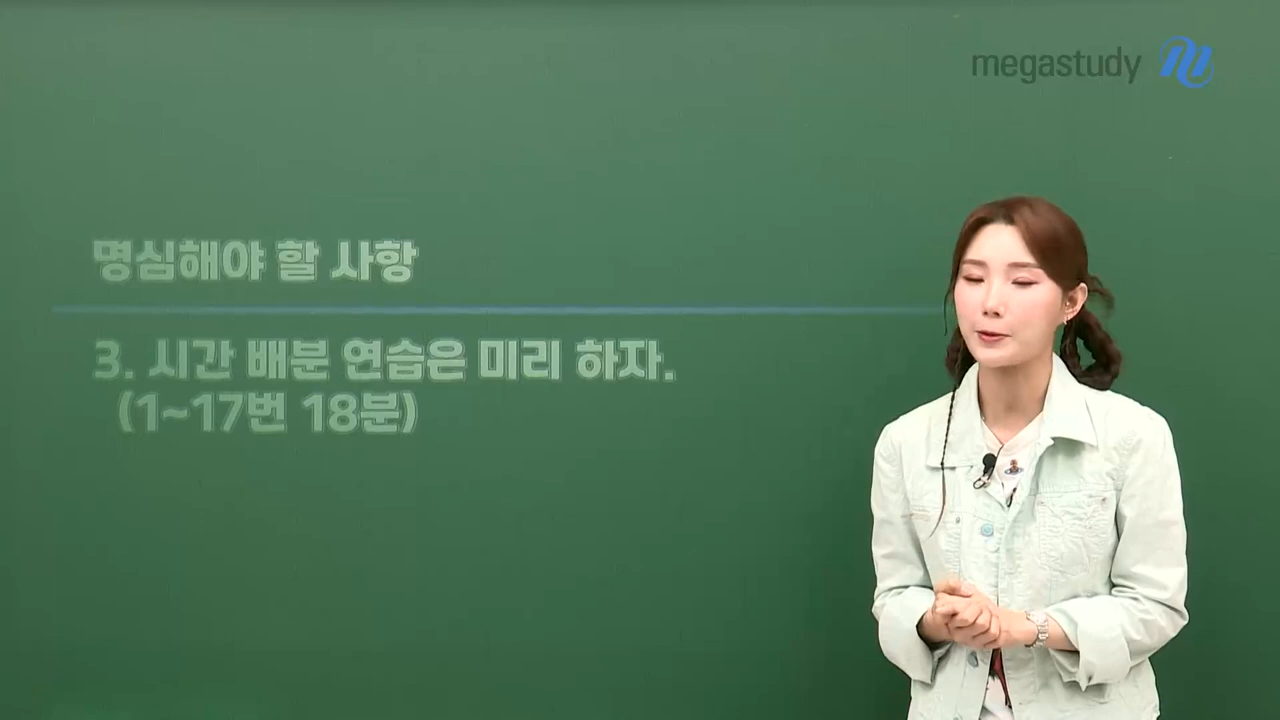 megastudy
명심해야 할 사항
3. 시간 배분 연습은 미리 하자.
(1~17번 18분)